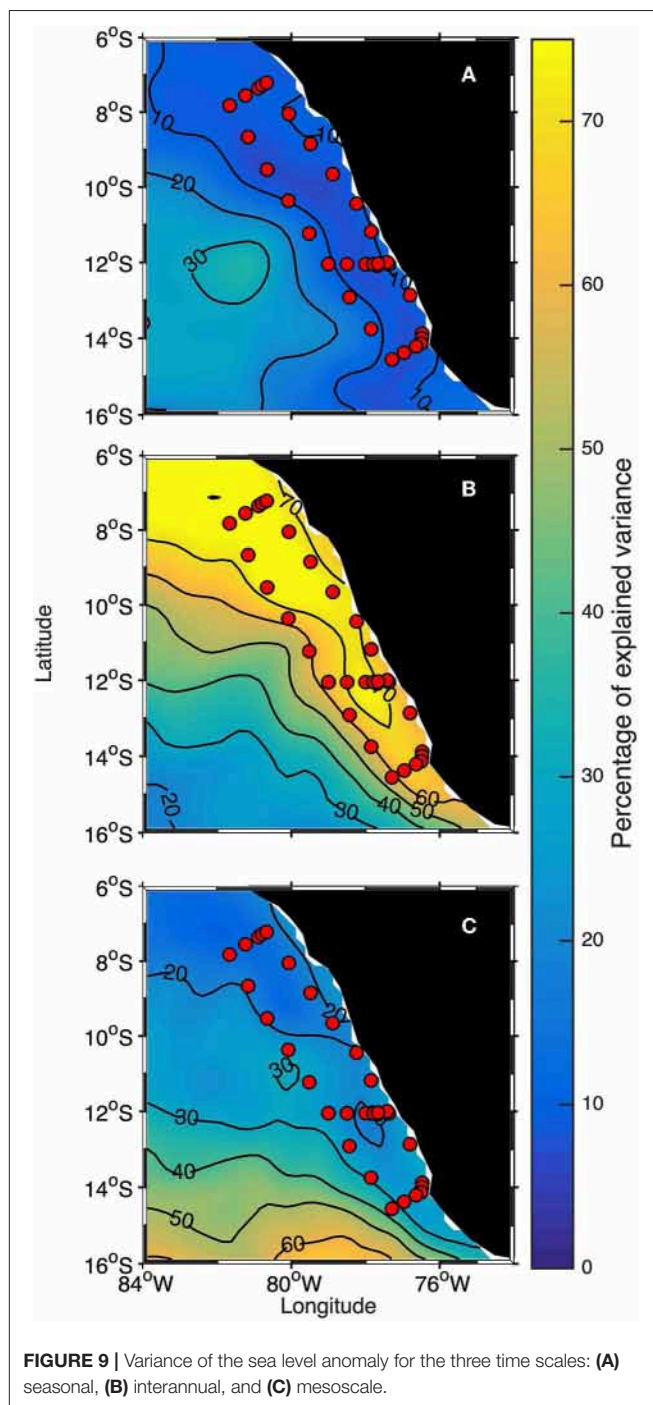 6°S
A
8°S
10
10
10°S
20
30
12°S
10
14°S
16°S
10
6°S
B
70
8°S
10°S
12°S
70
14°S
60
20
30
40
50
16°S
6°S
C
8°S
20
20
10°S
30
12°S
30
40
14°S
50
60
16°S
84°W
80°W
76°W
Latitude
Longitude
70
60
50
40
30
20
10
0
Percentage of explained variance
FIGURE 9 | Variance of the sea level anomaly for the three time scales: (A)
seasonal, (B) interannual, and (C) mesoscale.